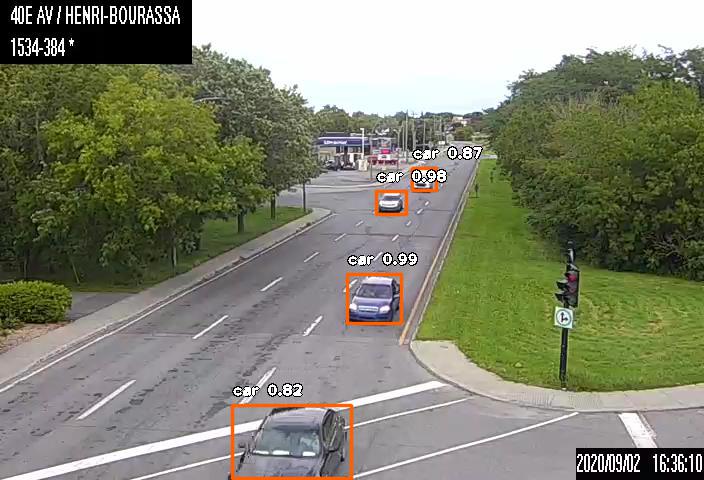 40E AV / HENRI-BOURASSA
1534-384 *
car 0.87
car 0.98
car 0.99
car 0.82
2020/09/02 16:36:10